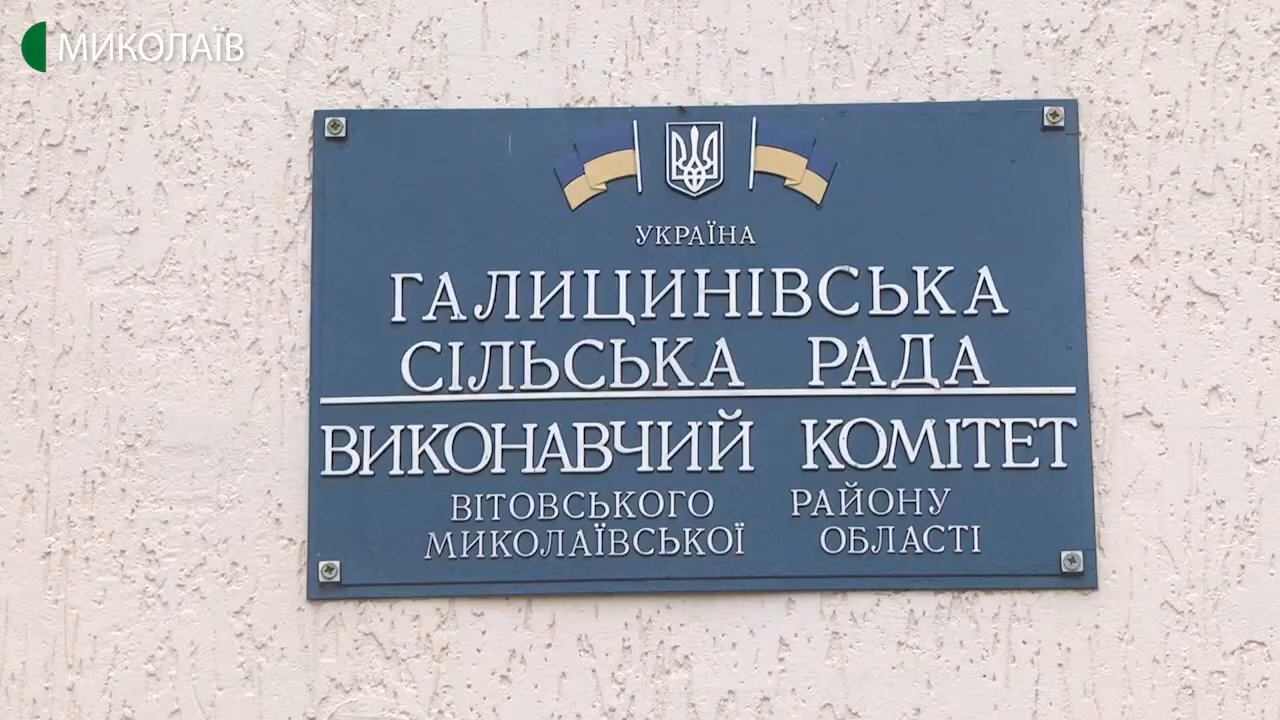 МИКОЛАЇВ
УКРАЇНА
ГАЛИЦИНІВСЬКА
СІЛЬСЬКА РАДА
ВИКОНАВЧИЙ КОМІТЕТ
ВІТОВСЬКОГО РАЙОНУ
МИКОЛАЇВСЬКОЇ ОБЛАСТІ